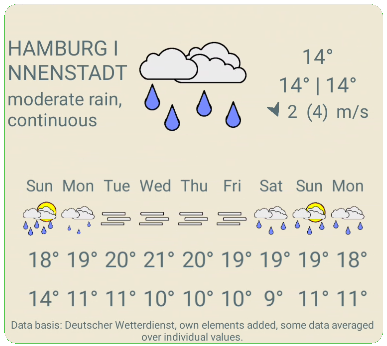 HAMBURG I
NNENSTADT
moderate rain,
continuous
14°
14° | 14°
2 (4) m/s
Sun Mon Tue Wed Thu Fri Sat Sun Mon
18° 19° 20° 21° 20° 19° 19° 19° 18°
14° 11° 11° 10° 10° 10° 9° 11° 11°
Data basis: Deutscher Wetterdienst, own elements added, some data averaged
over individual values.